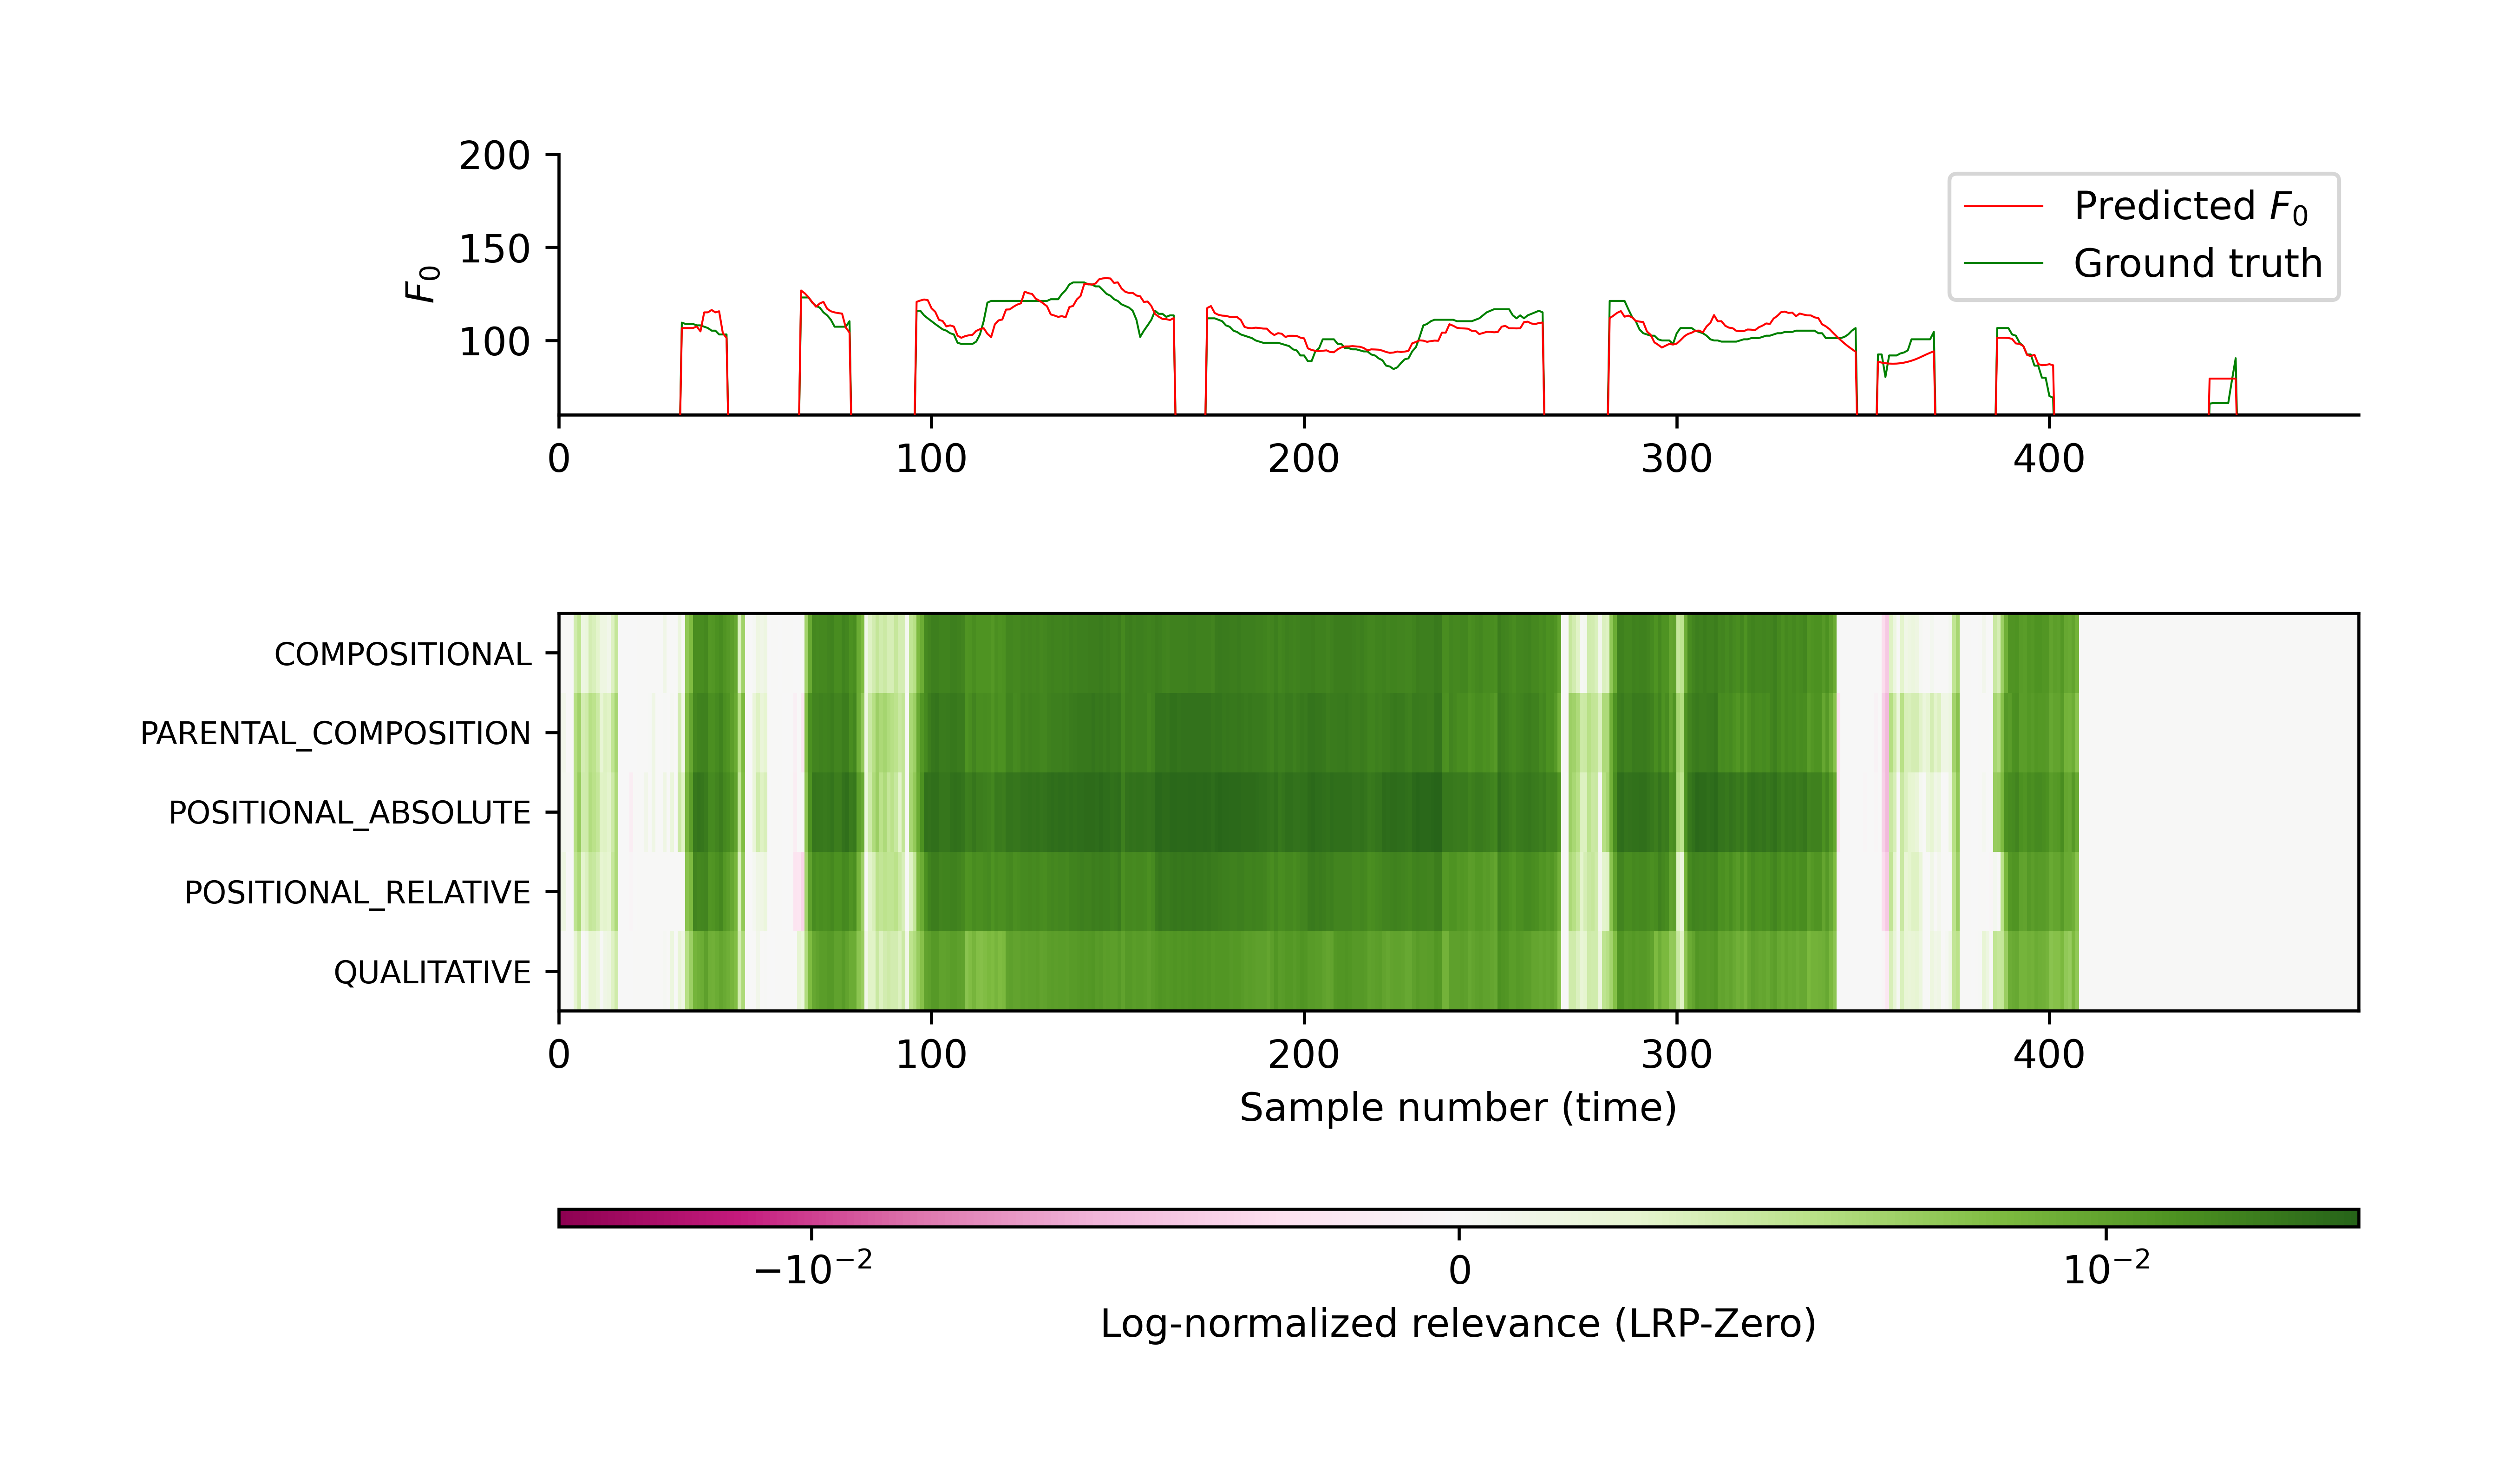 200
150
100
F₀
Predicted F₀
Ground truth
0 100 200 300 400
COMPOSITIONAL
PARENTAL_COMPOSITION
POSITIONAL_ABSOLUTE
POSITIONAL_RELATIVE
QUALITATIVE
0 100 200 300 400
Sample number (time)
−10⁻² 0 10⁻²
Log-normalized relevance (LRP-Zero)